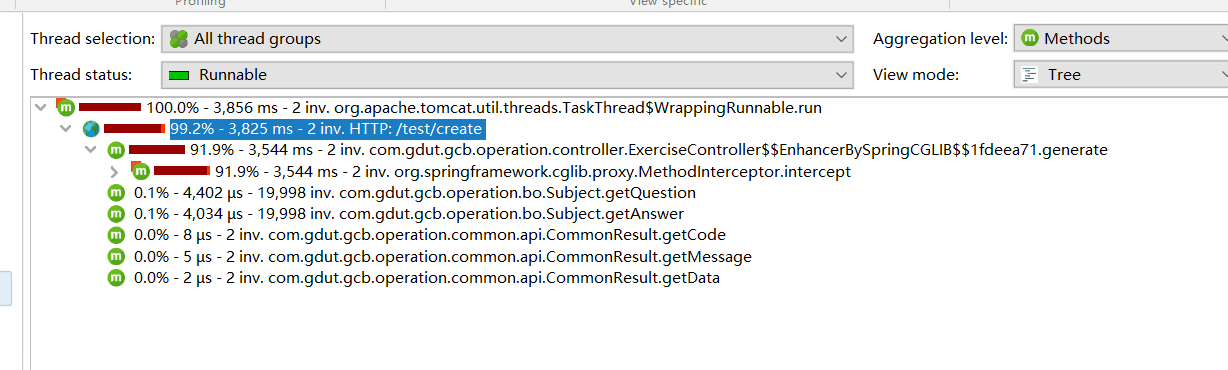 Profiling View specific
Thread selection: All thread groups Aggregation level: Methods
Thread status: Runnable View mode: Tree
100.0% - 3,856 ms - 2 inv. org.apache.tomcat.util.threads.TaskThread$WrappingRunnable.run
99.2% - 3,825 ms - 2 inv. HTTP: /test/create
91.9% - 3,544 ms - 2 inv. com.gdut.gcb.operation.controller.ExerciseController$$EnhancerBySpringCGLIB$$1fdeea71.generate
91.9% - 3,544 ms - 2 inv. org.springframework.cglib.proxy.MethodInterceptor.intercept
0.1% - 4,402 µs - 19,998 inv. com.gdut.gcb.operation.bo.Subject.getQuestion
0.1% - 4,034 µs - 19,998 inv. com.gdut.gcb.operation.bo.Subject.getAnswer
0.0% - 8 µs - 2 inv. com.gdut.gcb.operation.common.api.CommonResult.getCode
0.0% - 5 µs - 2 inv. com.gdut.gcb.operation.common.api.CommonResult.getMessage
0.0% - 2 µs - 2 inv. com.gdut.gcb.operation.common.api.CommonResult.getData